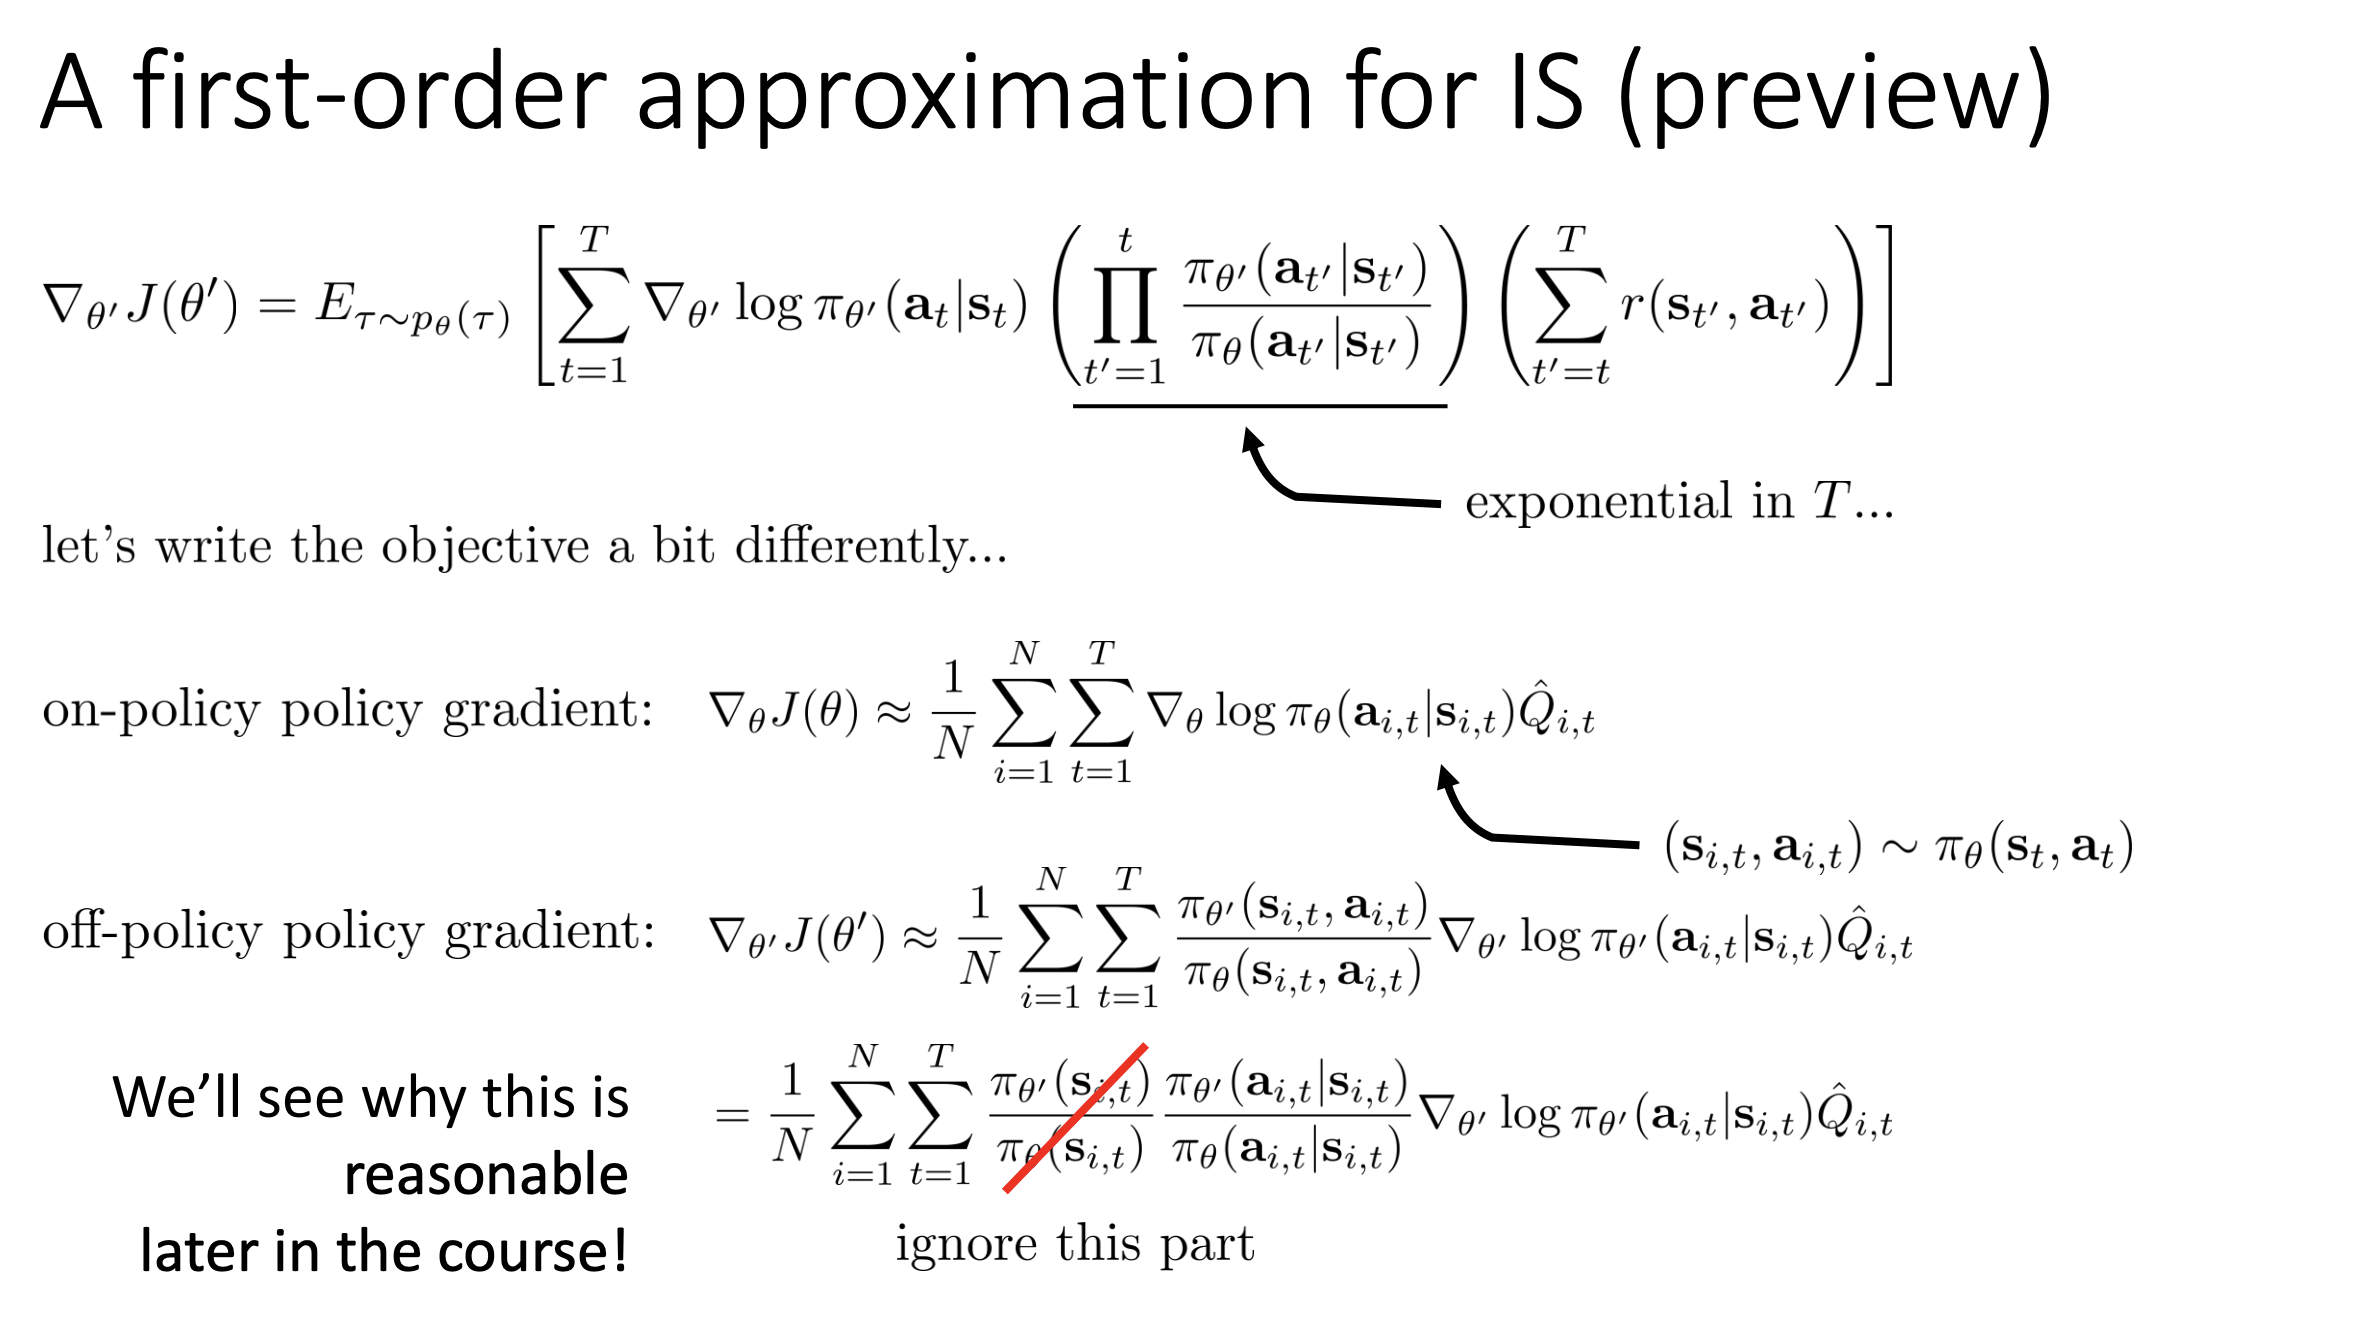 A first-order approximation for IS (preview)
$\nabla_{\theta'} J(\theta') = E_{\tau \sim p_\theta(\tau)} \left[ \sum_{t=1}^{T} \nabla_{\theta'} \log \pi_{\theta'}(\mathbf{a}_t|\mathbf{s}_t) \left( \prod_{t'=1}^{t} \frac{\pi_{\theta'}(\mathbf{a}_{t'}|\mathbf{s}_{t'})}{\pi_\theta(\mathbf{a}_{t'}|\mathbf{s}_{t'})} \right) \left( \sum_{t'=t}^{T} r(\mathbf{s}_{t'}, \mathbf{a}_{t'}) \right) \right]$
exponential in $T$...
let's write the objective a bit differently...
on-policy policy gradient: $\nabla_\theta J(\theta) \approx \frac{1}{N} \sum_{i=1}^{N} \sum_{t=1}^{T} \nabla_\theta \log \pi_\theta(\mathbf{a}_{i,t}|\mathbf{s}_{i,t}) \hat{Q}_{i,t}$
$(\mathbf{s}_{i,t}, \mathbf{a}_{i,t}) \sim \pi_\theta(\mathbf{s}_t, \mathbf{a}_t)$
off-policy policy gradient: $\nabla_{\theta'} J(\theta') \approx \frac{1}{N} \sum_{i=1}^{N} \sum_{t=1}^{T} \frac{\pi_{\theta'}(\mathbf{s}_{i,t}, \mathbf{a}_{i,t})}{\pi_\theta(\mathbf{s}_{i,t}, \mathbf{a}_{i,t})} \nabla_{\theta'} \log \pi_{\theta'}(\mathbf{a}_{i,t}|\mathbf{s}_{i,t}) \hat{Q}_{i,t}$
$= \frac{1}{N} \sum_{i=1}^{N} \sum_{t=1}^{T} \frac{\pi_{\theta'}(\mathbf{s}_{i,t})}{\pi_\theta(\mathbf{s}_{i,t})} \frac{\pi_{\theta'}(\mathbf{a}_{i,t}|\mathbf{s}_{i,t})}{\pi_\theta(\mathbf{a}_{i,t}|\mathbf{s}_{i,t})} \nabla_{\theta'} \log \pi_{\theta'}(\mathbf{a}_{i,t}|\mathbf{s}_{i,t}) \hat{Q}_{i,t}$
We'll see why this is
reasonable
later in the course!
ignore this part